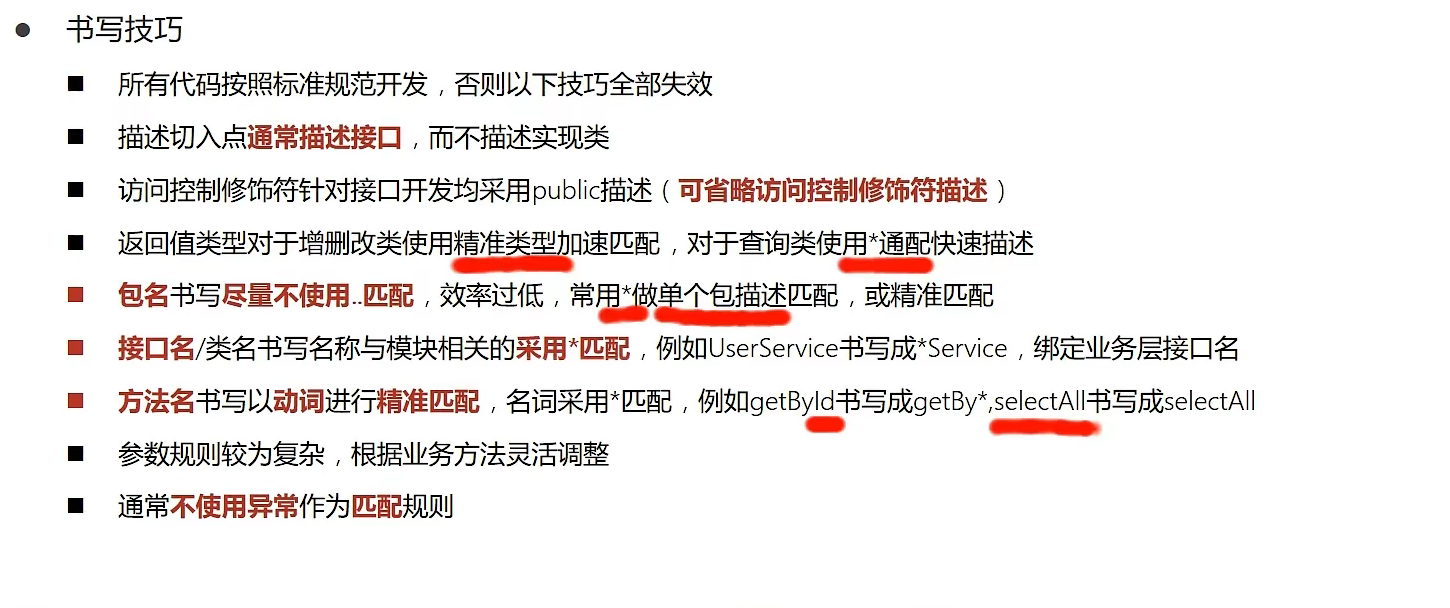 书写技巧
所有代码按照标准规范开发，否则以下技巧全部失效
描述切入点通常描述接口，而不描述实现类
访问控制修饰符针对接口开发均采用public描述（可省略访问控制修饰符描述）
返回值类型对于增删改类使用精准类型加速匹配，对于查询类使用*通配快速描述
包名书写尽量不使用..匹配，效率过低，常用*做单个包描述匹配，或精准匹配
接口名/类名书写名称与模块相关的采用*匹配，例如UserService书写成*Service，绑定业务层接口名
方法名书写以动词进行精准匹配，名词采用*匹配，例如getById书写成getBy*,selectAll书写成selectAll
参数规则较为复杂，根据业务方法灵活调整
通常不使用异常作为匹配规则